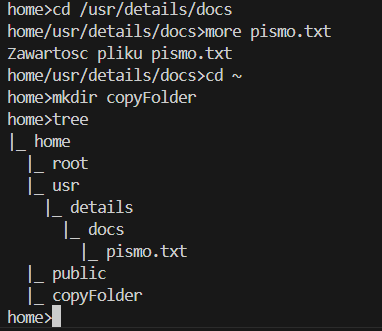 home>cd /usr/details/docs
home/usr/details/docs>more pismo.txt
Zawartosc pliku pismo.txt
home/usr/details/docs>cd ~
home>mkdir copyFolder
home>tree
|_ home
  |_ root
  |_ usr
    |_ details
      |_ docs
        |_ pismo.txt
  |_ public
  |_ copyFolder
home>